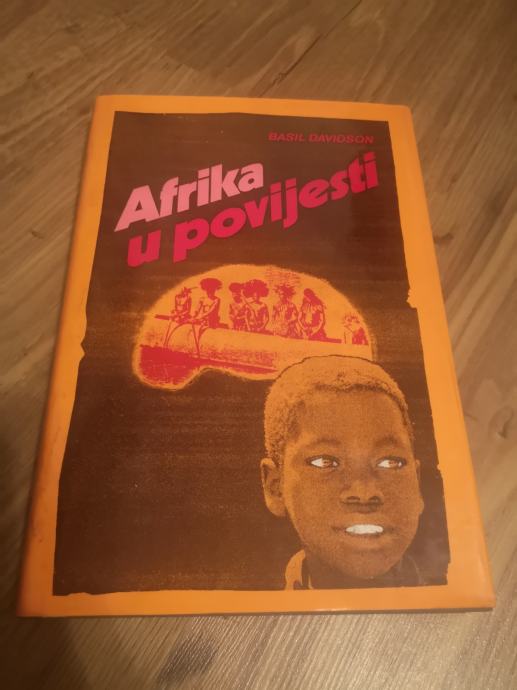 BASIL DAVIDSON
Afrika
u povijesti